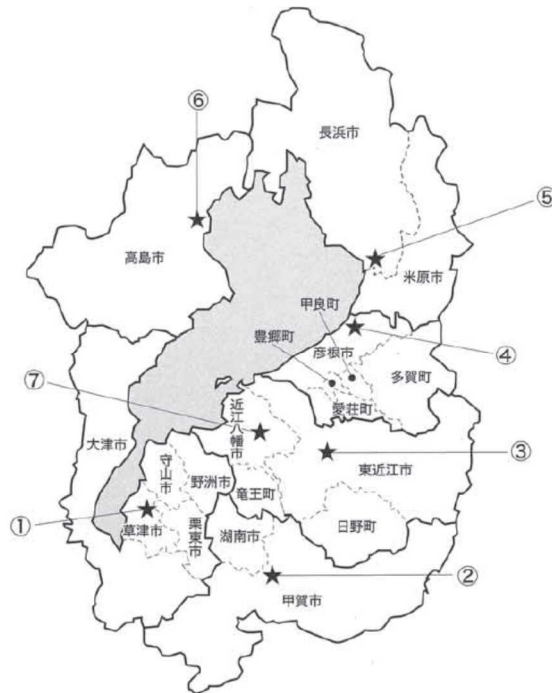 ⑥
長浜市
⑤
高島市
米原市
甲良町
豊郷町
④
彦根市
多賀町
⑦
近江八幡市
愛荘町
大津市
③
東近江市
守山市
野洲市
竜王町
①
草津市
栗東市
湖南市
日野町
②
甲賀市